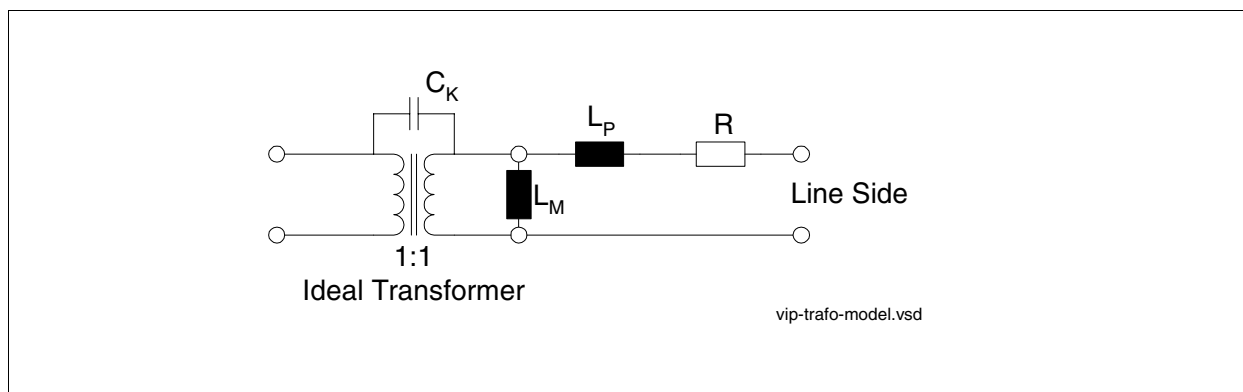 C_K
L_P
R
L_M
Line Side
1:1
Ideal Transformer
vip-trafo-model.vsd